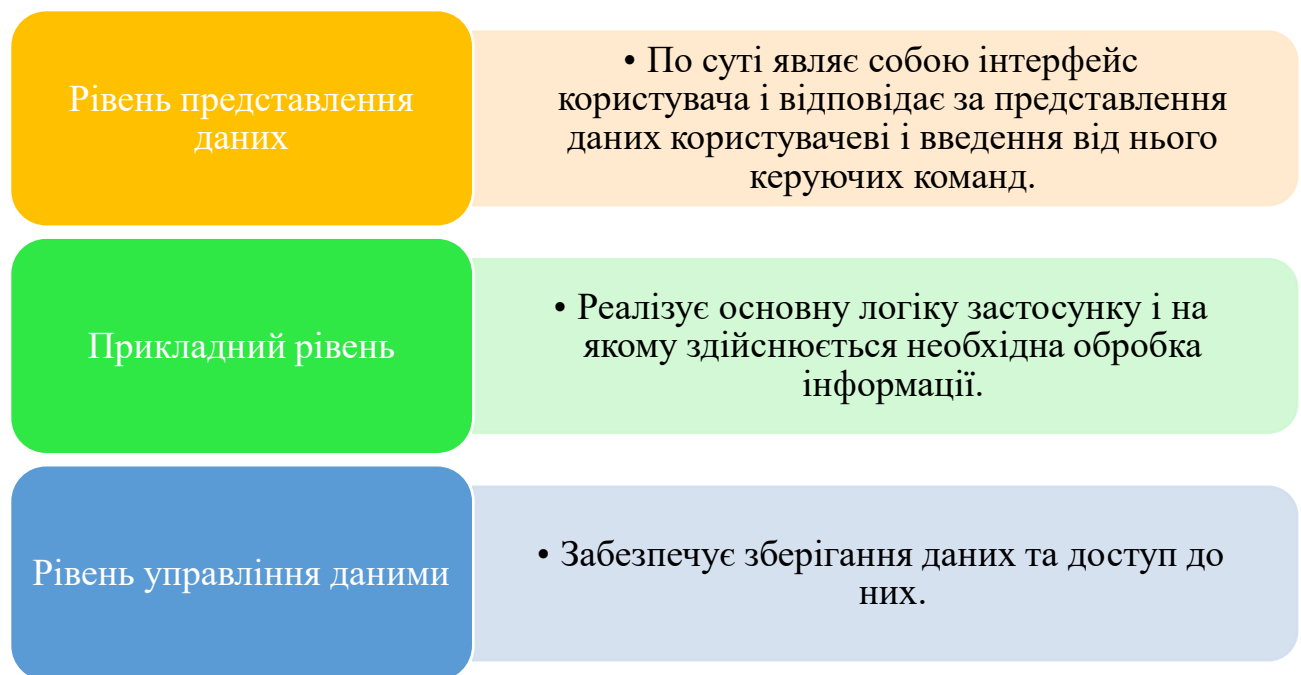 Рівень представлення
даних
• По суті являє собою інтерфейс
користувача і відповідає за представлення
даних користувачеві і введення від нього
керуючих команд.
Прикладний рівень
• Реалізує основну логіку застосунку і на
якому здійснюється необхідна обробка
інформації.
Рівень управління даними
• Забезпечує зберігання даних та доступ до
них.